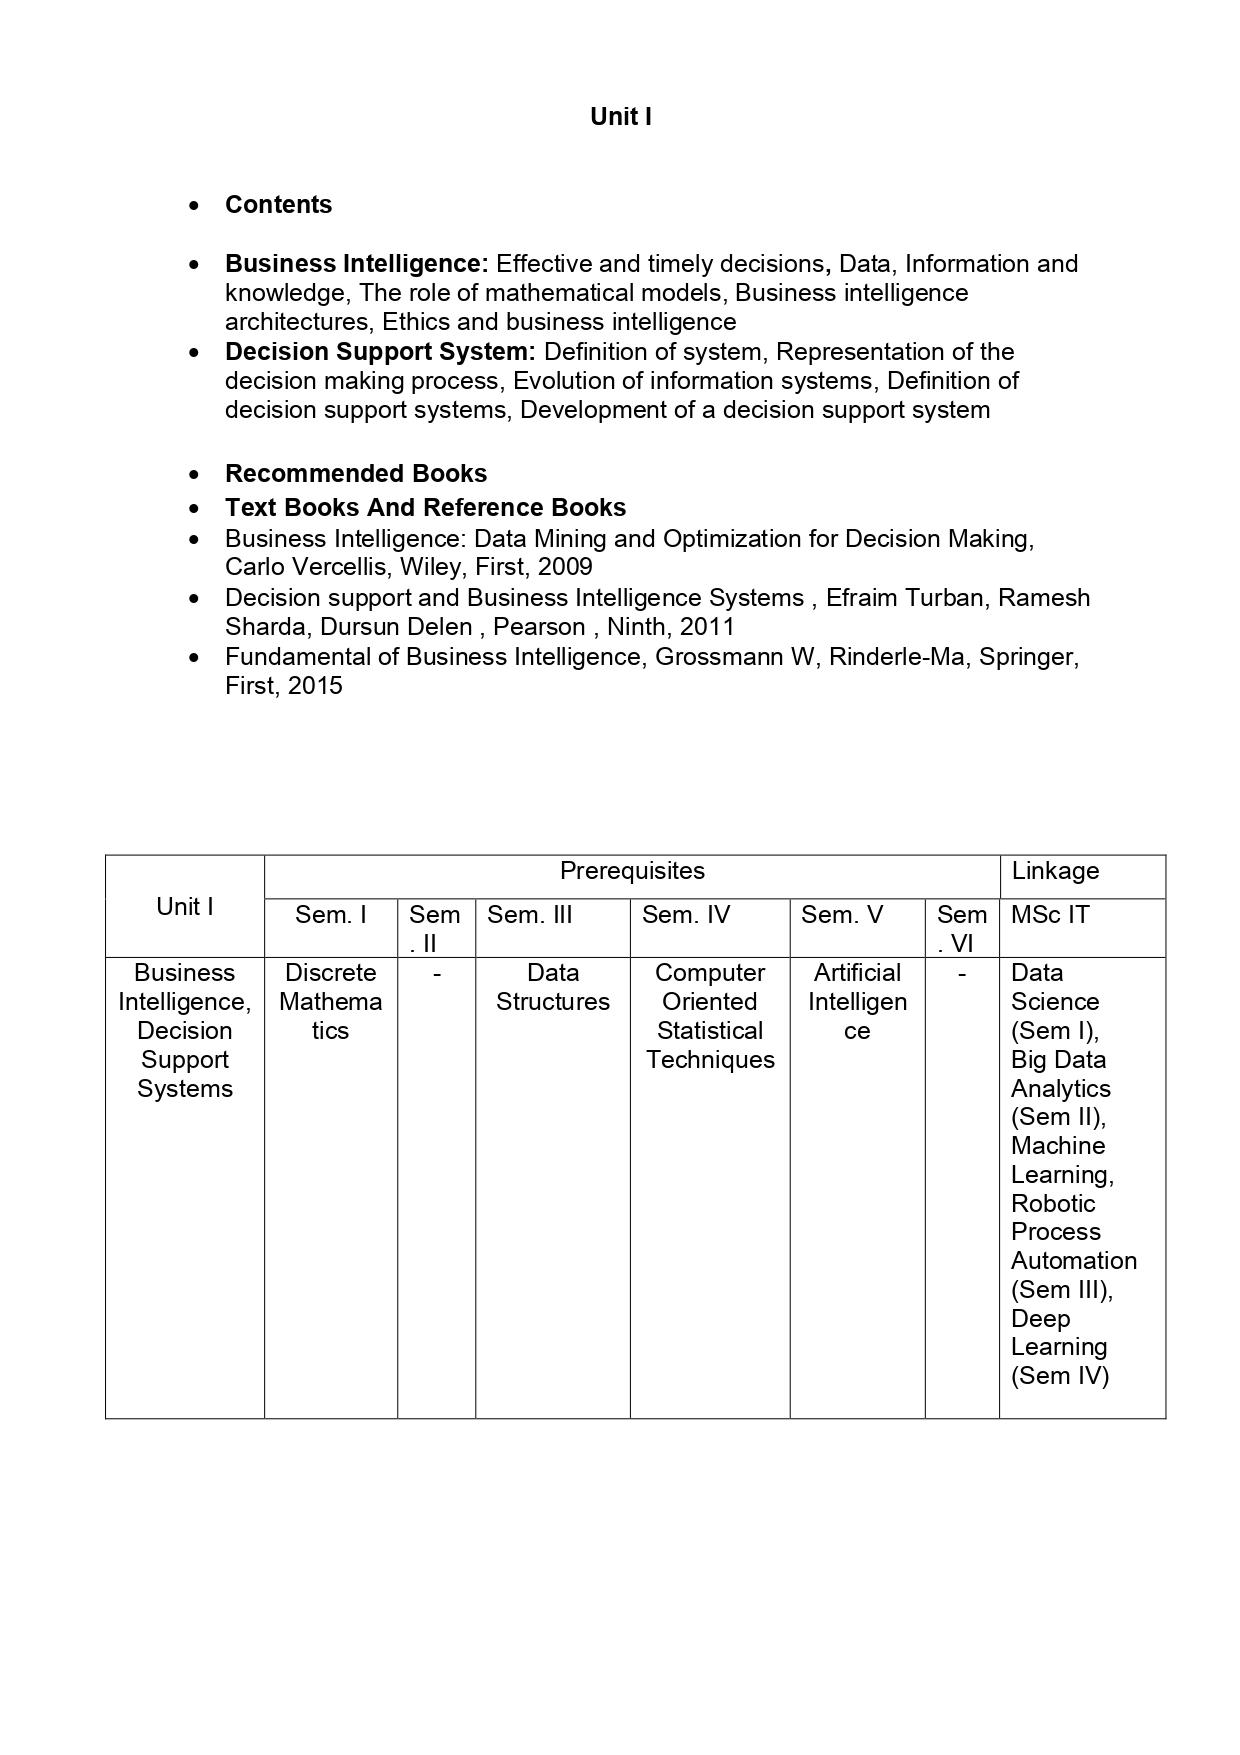 Unit I
• Contents
• Business Intelligence: Effective and timely decisions, Data, Information and
knowledge, The role of mathematical models, Business intelligence
architectures, Ethics and business intelligence
• Decision Support System: Definition of system, Representation of the
decision making process, Evolution of information systems, Definition of
decision support systems, Development of a decision support system
• Recommended Books
• Text Books And Reference Books
• Business Intelligence: Data Mining and Optimization for Decision Making,
Carlo Vercellis, Wiley, First, 2009
• Decision support and Business Intelligence Systems , Efraim Turban, Ramesh
Sharda, Dursun Delen , Pearson , Ninth, 2011
• Fundamental of Business Intelligence, Grossmann W, Rinderle-Ma, Springer,
First, 2015
Unit I
Prerequisites
Linkage
Sem. I
Sem
. II
Sem. III
Sem. IV
Sem. V
Sem
. VI
MSc IT
Business
Intelligence,
Decision
Support
Systems
Discrete
Mathema
tics
-
Data
Structures
Computer
Oriented
Statistical
Techniques
Artificial
Intelligen
ce
-
Data
Science
(Sem I),
Big Data
Analytics
(Sem II),
Machine
Learning,
Robotic
Process
Automation
(Sem III),
Deep
Learning
(Sem IV)